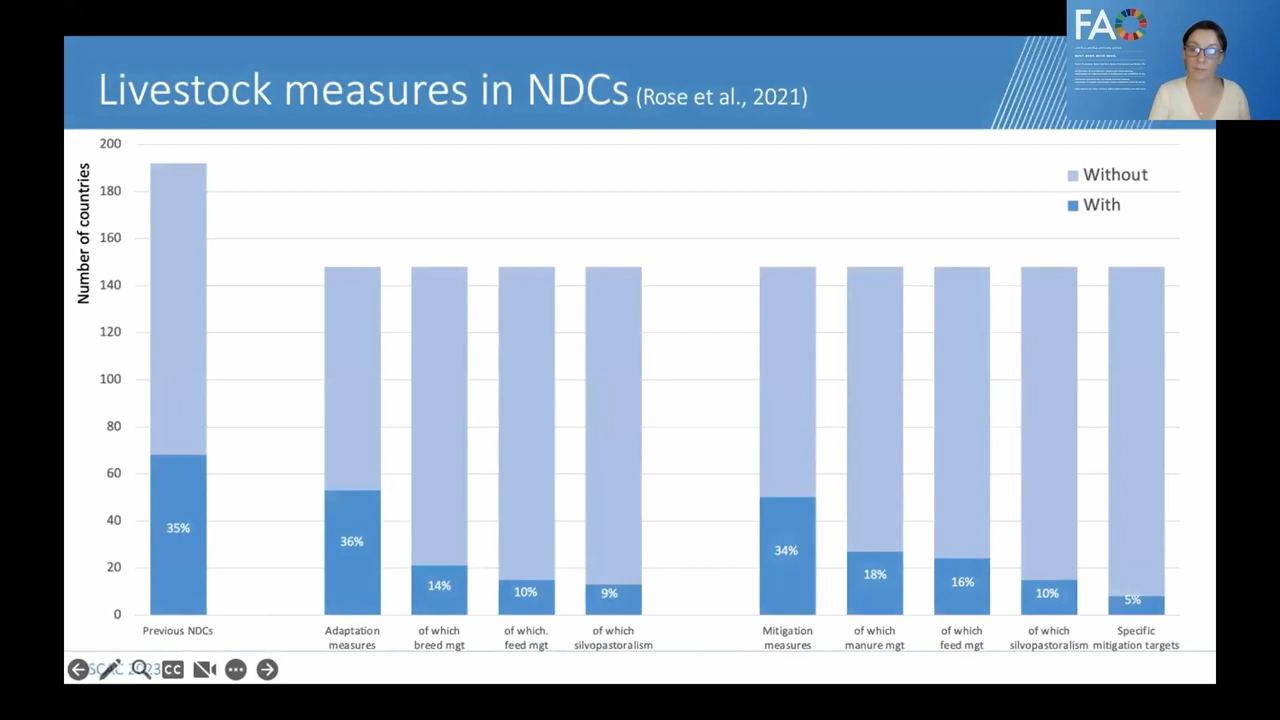 FAO
Livestock measures in NDCs (Rose et al., 2021)
Number of countries
200
180
160
140
120
100
80
60
40
20
0
Without
With
35%
36%
14%
10%
9%
34%
18%
16%
10%
5%
Previous NDCs
Adaptation
measures
of which
breed mgt
of which.
feed mgt
of which
silvopastoralism
Mitigation
measures
of which
manure mgt
of which
feed mgt
of which
silvopastoralism
Specific
mitigation targets
CC